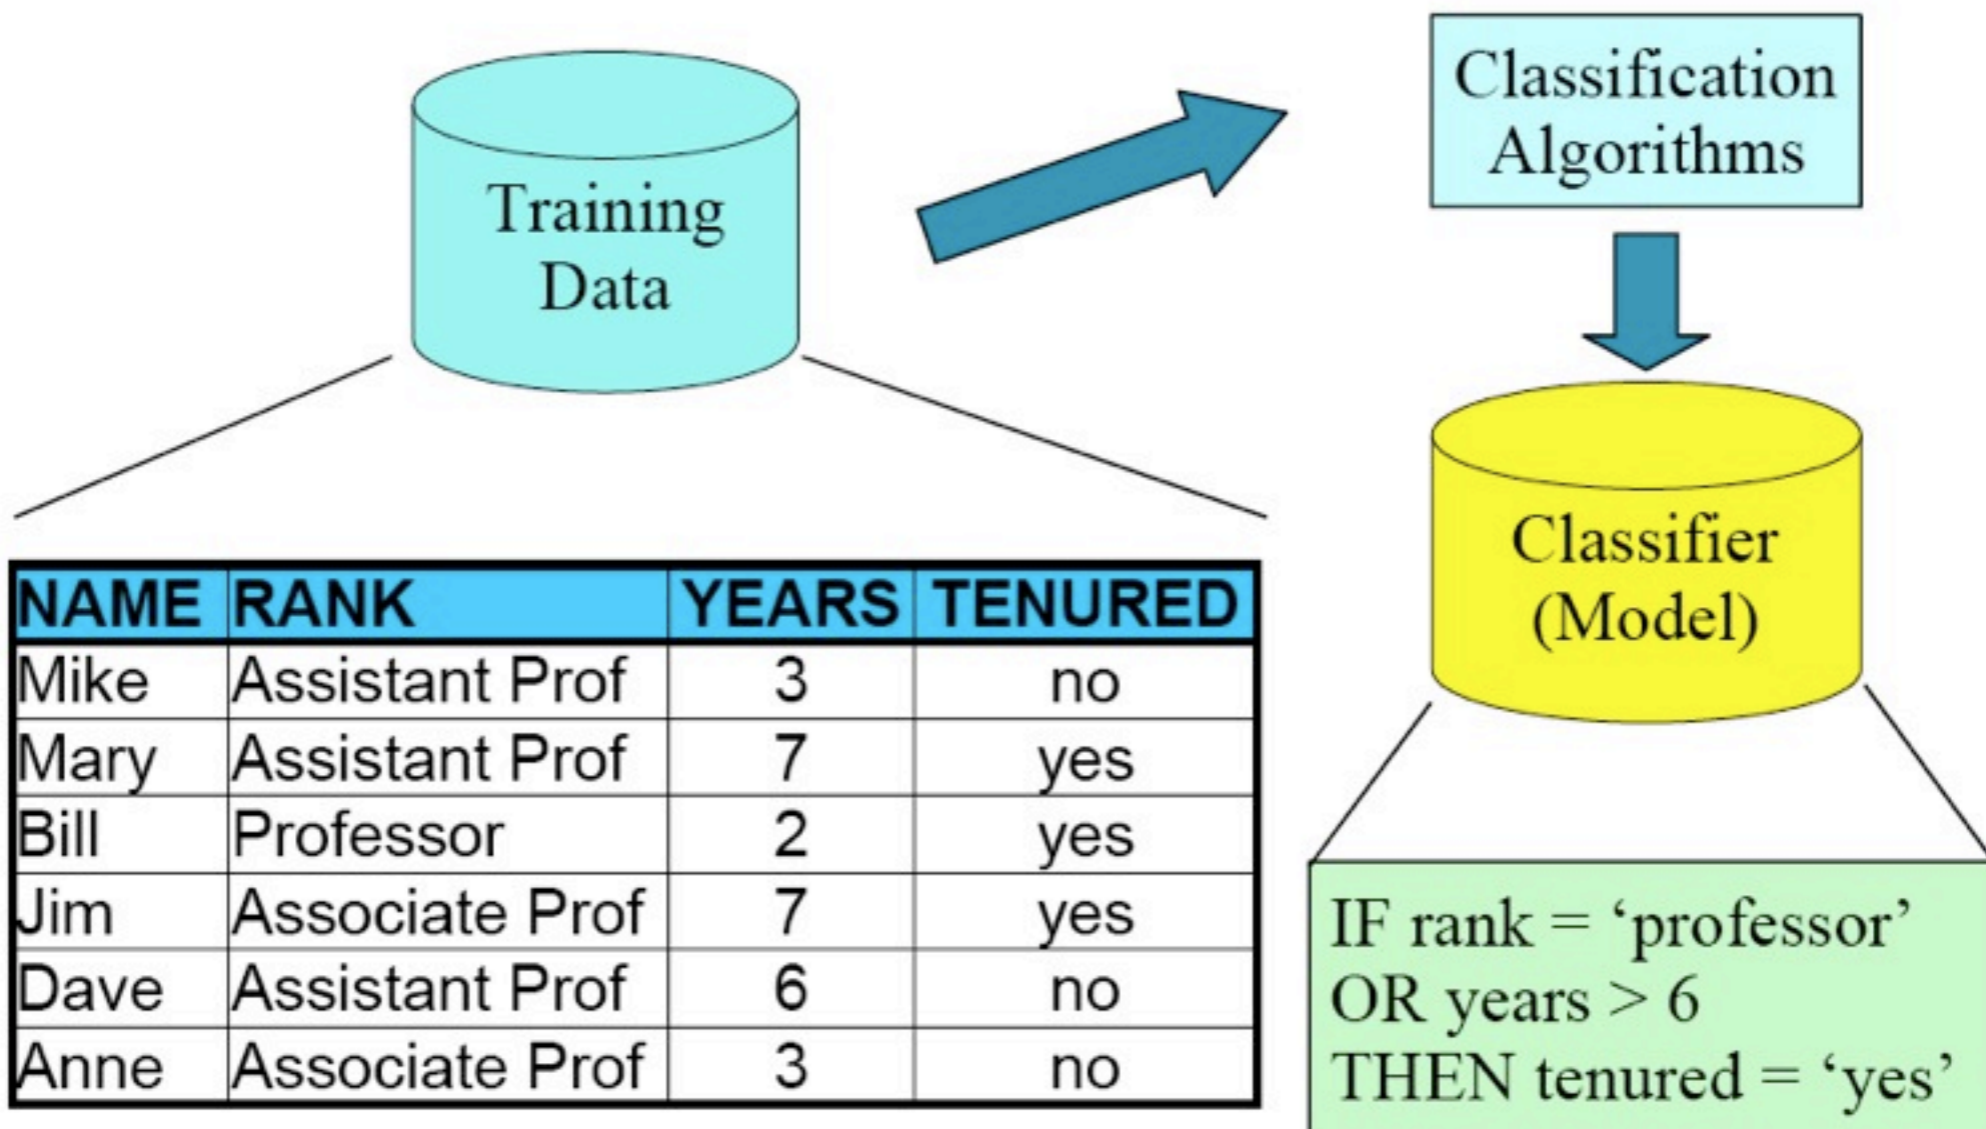 Training
Data
Classification
Algorithms
Classifier
(Model)
NAME RANK YEARS TENURED
Mike Assistant Prof 3 no
Mary Assistant Prof 7 yes
Bill Professor 2 yes
Jim Associate Prof 7 yes
Dave Assistant Prof 6 no
Anne Associate Prof 3 no
IF rank = ‘professor’
OR years > 6
THEN tenured = ‘yes’